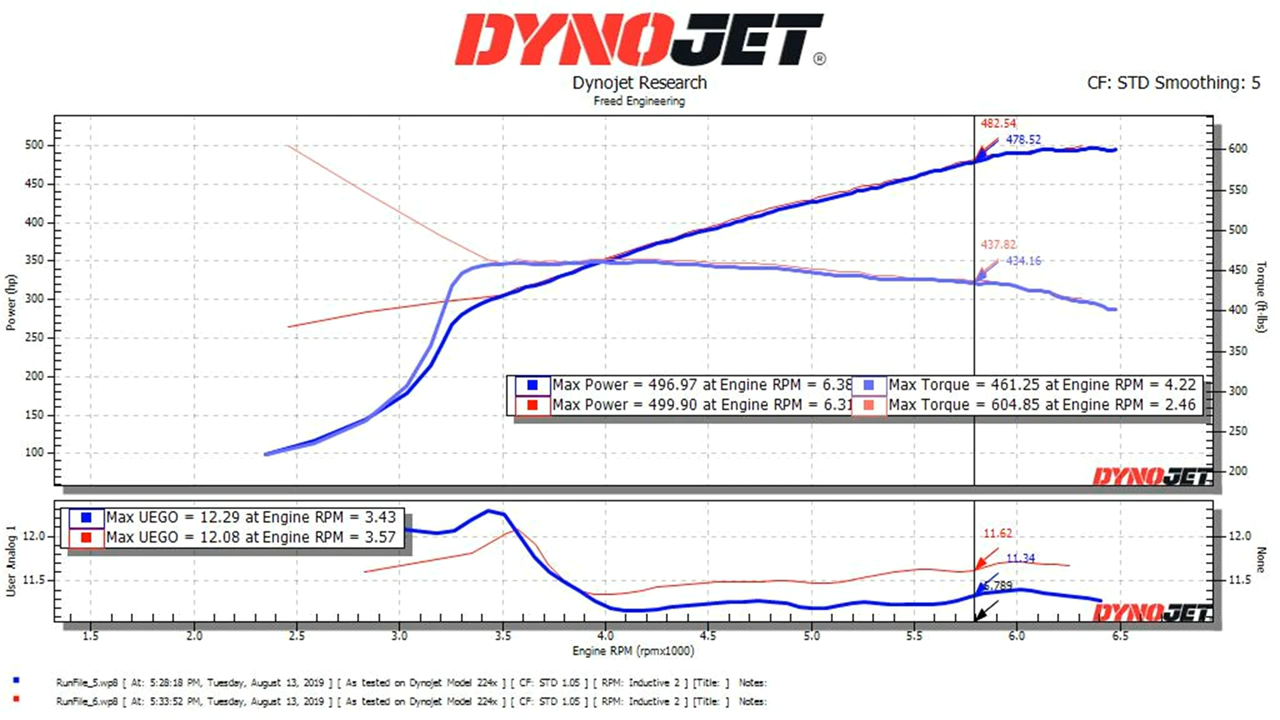 DYNOJET®
Dynojet Research
CF: STD Smoothing: 5
Freed Engineering
482.54
478.52
500
450
400
350
300
250
200
150
100
Power (hp)
600
550
500
450
400
350
300
250
200
Torque (ft-lbs)
437.82
434.16
Max Power = 496.97 at Engine RPM = 6.38
Max Torque = 461.25 at Engine RPM = 4.22
Max Power = 499.90 at Engine RPM = 6.31
Max Torque = 604.85 at Engine RPM = 2.46
DYNOJET
Max UEGO = 12.29 at Engine RPM = 3.43
Max UEGO = 12.08 at Engine RPM = 3.57
12.0
11.5
User Analog 1
12.0
11.5
None
11.62
11.34
5.789
DYNOJET
1.5 2.0 2.5 3.0 3.5 4.0 4.5 5.0 5.5 6.0 6.5
Engine RPM (rpmx1000)
RunFile_5.wp8 [ At: 5:28:18 PM, Tuesday, August 13, 2019 ] [ As tested on Dynojet Model 224x ] [ CF: STD 1.05 ] [ RPM: Inductive 2 ] [Title: ] Notes:
RunFile_6.wp8 [ At: 5:33:52 PM, Tuesday, August 13, 2019 ] [ As tested on Dynojet Model 224x ] [ CF: STD 1.05 ] [ RPM: Inductive 2 ] [Title: ] Notes: